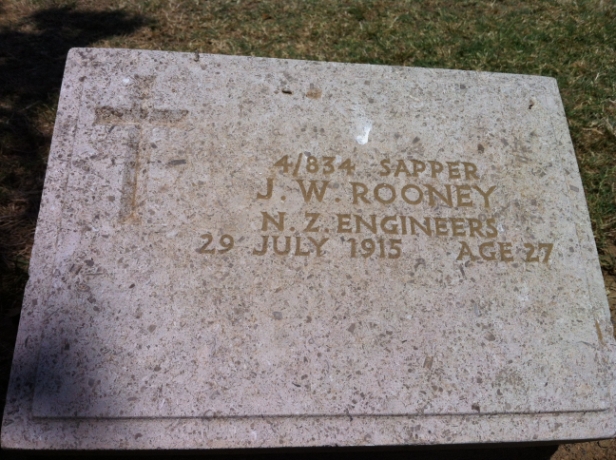 4/834 SAPPER
J. W. ROONEY
N. Z. ENGINEERS
29 JULY 1915 AGE 27